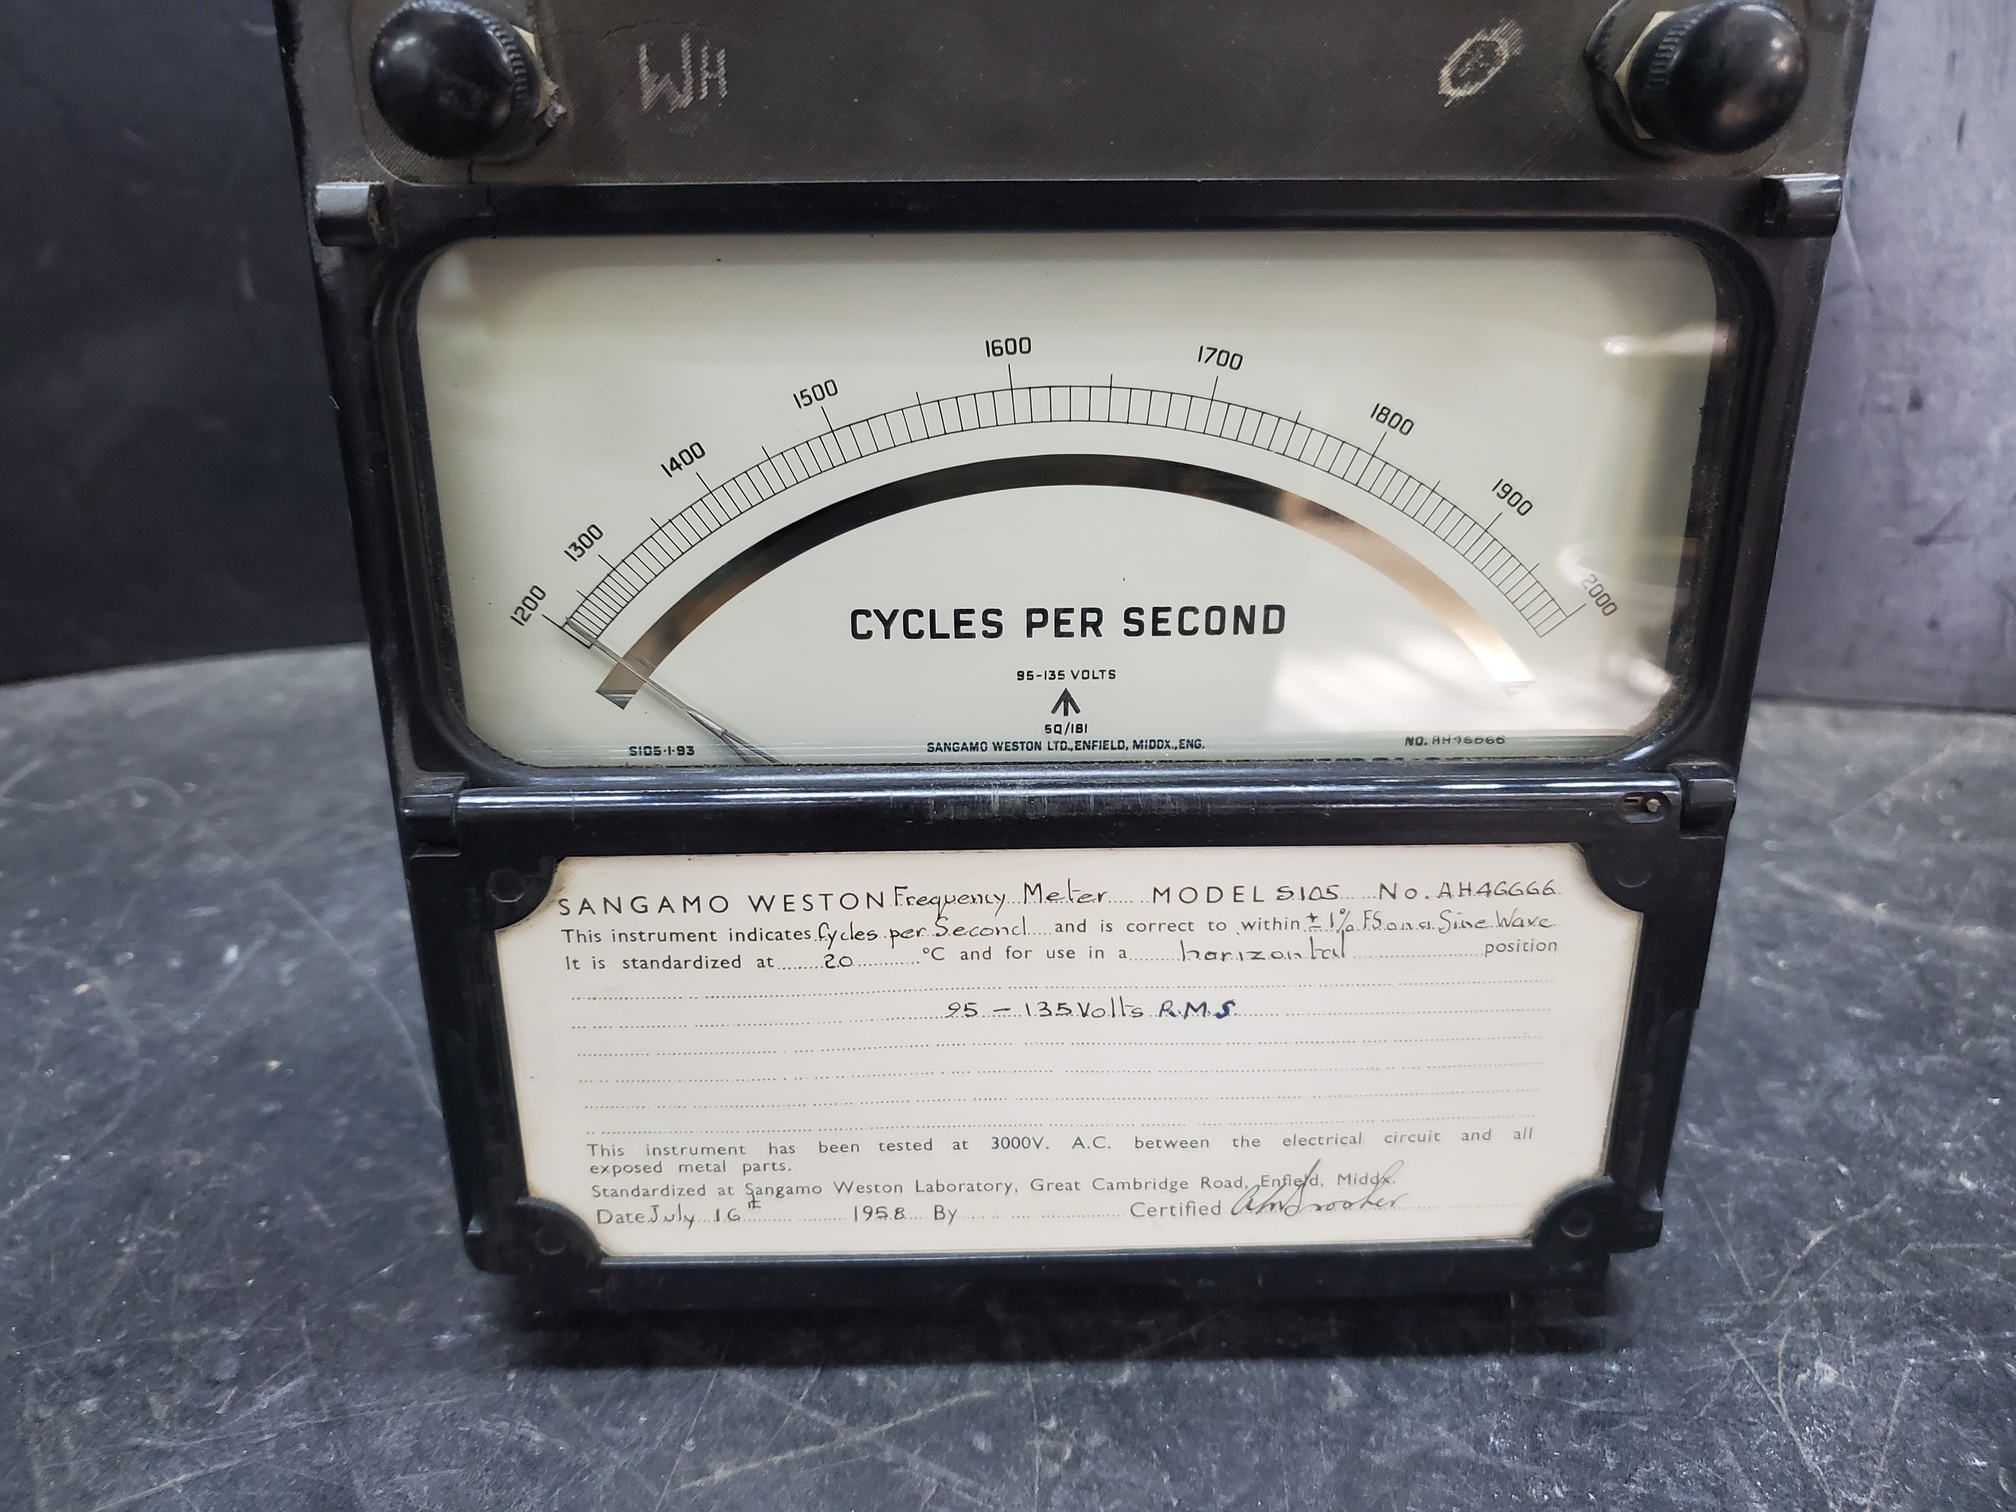 WH
1200 1300 1400 1500 1600 1700 1800 1900 2000
CYCLES PER SECOND
95-135 VOLTS
5Q/181
S105·1·93
SANGAMO WESTON LTD., ENFIELD, MIDDX., ENG.
NO. AH46666
SANGAMO WESTON Frequency Meter MODEL S105 No. AH46666
This instrument indicates Cycles per Second and is correct to within ± 1% FS on a Sine Wave
It is standardized at 20 °C and for use in a horizontal position
95 – 135 Volts R.M.S.
This instrument has been tested at 3000V. A.C. between the electrical circuit and all
exposed metal parts.
Standardized at Sangamo Weston Laboratory, Great Cambridge Road, Enfield, Middx.
Date July 16th 1958 By Certified